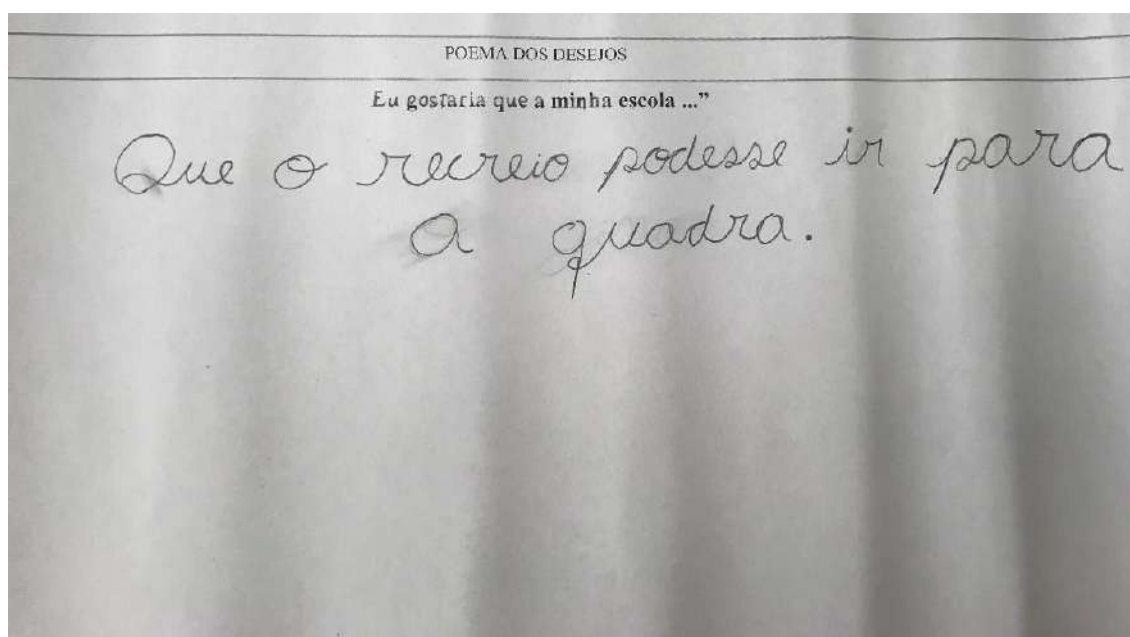 POEMA DOS DESEJOS
Eu gostaria que a minha escola ...”
Que o recreio podesse ir para
a quadra.